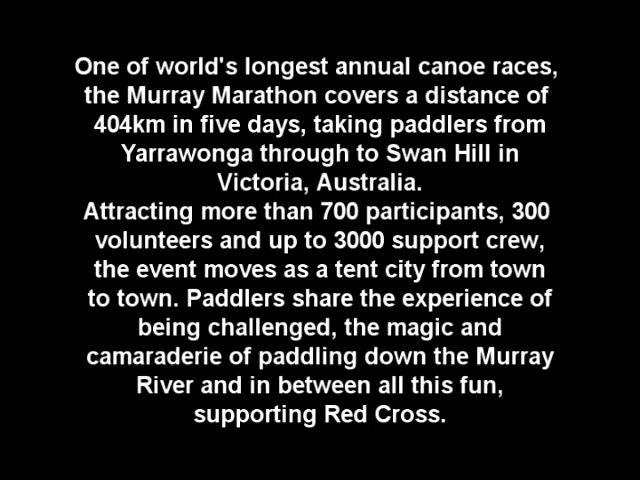 One of world's longest annual canoe races,
the Murray Marathon covers a distance of
404km in five days, taking paddlers from
Yarrawonga through to Swan Hill in
Victoria, Australia.
Attracting more than 700 participants, 300
volunteers and up to 3000 support crew,
the event moves as a tent city from town
to town. Paddlers share the experience of
being challenged, the magic and
camaraderie of paddling down the Murray
River and in between all this fun,
supporting Red Cross.